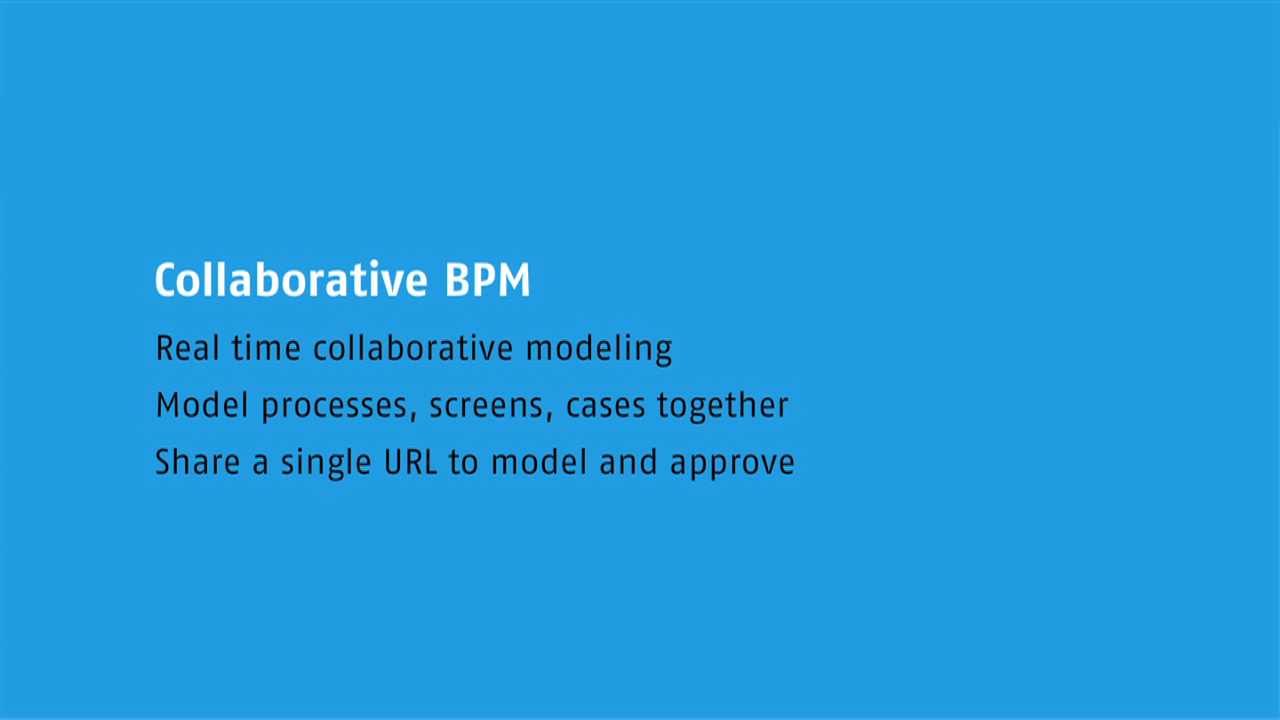 Collaborative BPM
Real time collaborative modeling
Model processes, screens, cases together
Share a single URL to model and approve